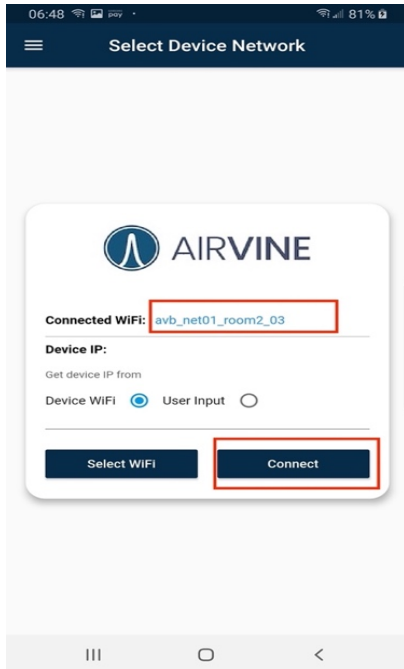 06:48 pay 81%
Select Device Network
AIRVINE
Connected WiFi: avb_net01_room2_03
Device IP:
Get device IP from
Device WiFi User Input
Select WiFi Connect